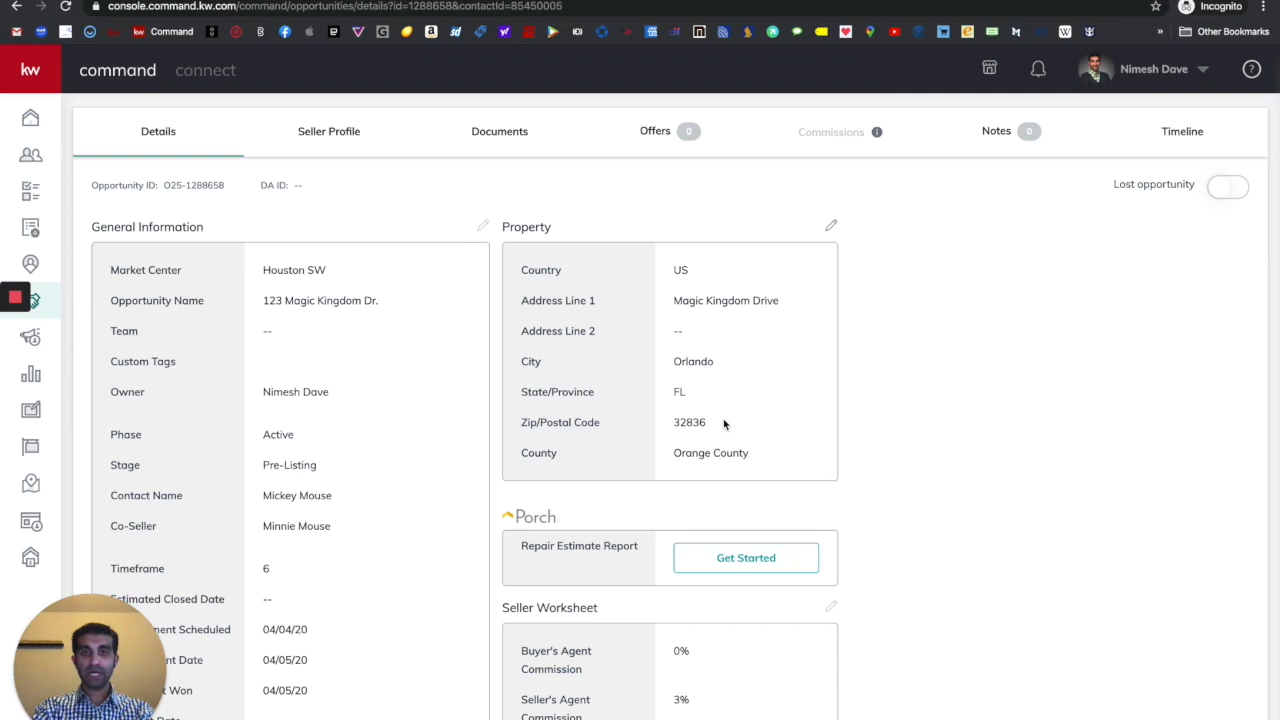 console.command.kw.com/command/opportunities/details?id=1288658&contactId=85450005
Incognito
Command
Other Bookmarks
kw
command
connect
Nimesh Dave
Details
Seller Profile
Documents
Offers 0
Commissions
Notes 0
Timeline
Opportunity ID: O25-1288658
DA ID: --
Lost opportunity
General Information
Market Center Houston SW
Opportunity Name 123 Magic Kingdom Dr.
Team --
Custom Tags
Owner Nimesh Dave
Phase Active
Stage Pre-Listing
Contact Name Mickey Mouse
Co-Seller Minnie Mouse
Timeframe 6
Estimated Closed Date --
ment Scheduled 04/04/20
nt Date 04/05/20
t Won 04/05/20
Property
Country US
Address Line 1 Magic Kingdom Drive
Address Line 2 --
City Orlando
State/Province FL
Zip/Postal Code 32836
County Orange County
Porch
Repair Estimate Report
Get Started
Seller Worksheet
Buyer's Agent
Commission
0%
Seller's Agent
Commission
3%